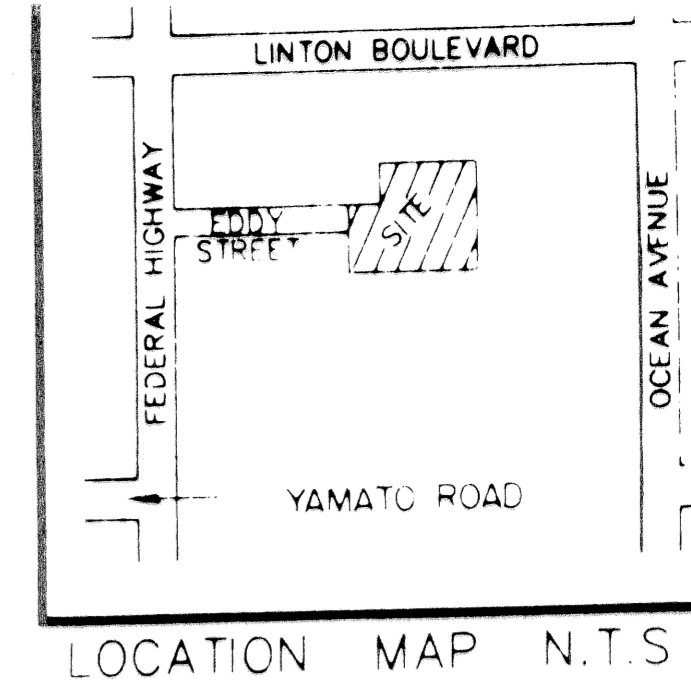 LINTON BOULEVARD
FEDERAL HIGHWAY
EDDY
STREET
SITE
OCEAN AVENUE
YAMATO ROAD
LOCATION MAP N.T.S